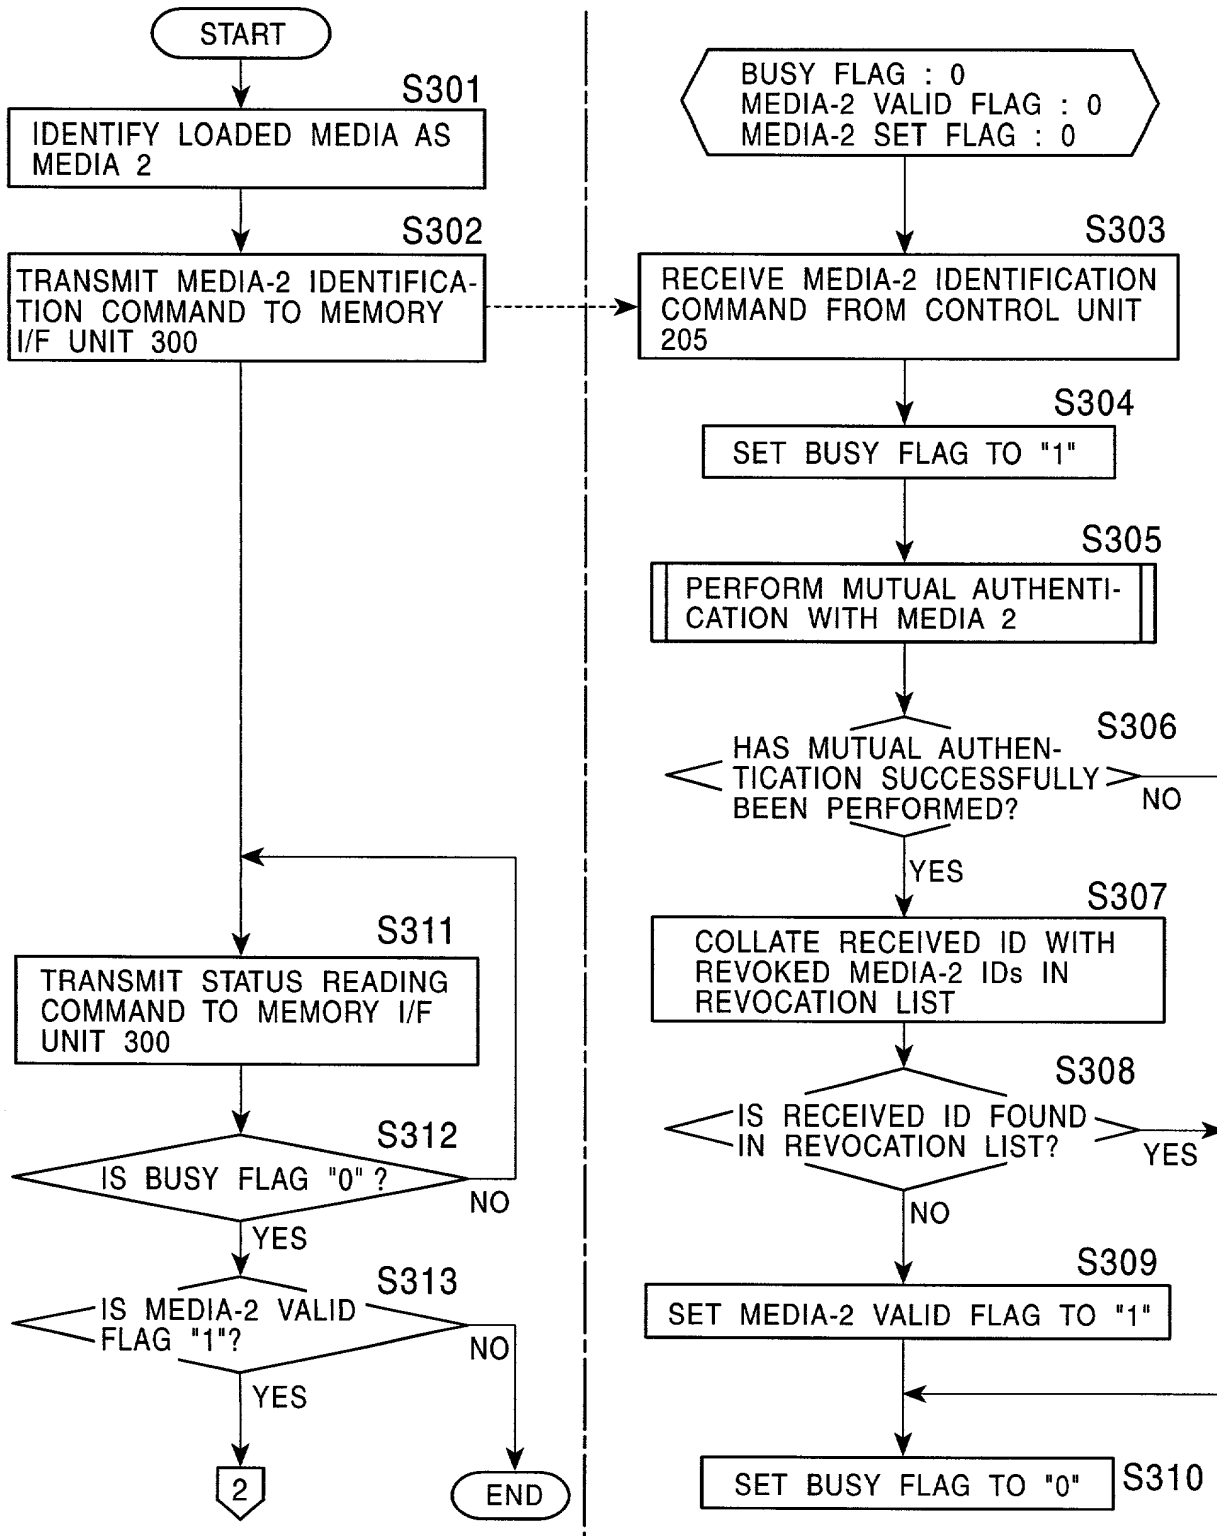 START
S301
IDENTIFY LOADED MEDIA AS
MEDIA 2
S302
TRANSMIT MEDIA-2 IDENTIFICA-
TION COMMAND TO MEMORY
I/F UNIT 300
S311
TRANSMIT STATUS READING
COMMAND TO MEMORY I/F
UNIT 300
S312
IS BUSY FLAG "0" ?
NO
YES
S313
IS MEDIA-2 VALID
FLAG "1"?
NO
YES
2
END
BUSY FLAG : 0
MEDIA-2 VALID FLAG : 0
MEDIA-2 SET FLAG : 0
S303
RECEIVE MEDIA-2 IDENTIFICATION
COMMAND FROM CONTROL UNIT
205
S304
SET BUSY FLAG TO "1"
S305
PERFORM MUTUAL AUTHENTI-
CATION WITH MEDIA 2
S306
HAS MUTUAL AUTHEN-
TICATION SUCCESSFULLY
BEEN PERFORMED?
NO
YES
S307
COLLATE RECEIVED ID WITH
REVOKED MEDIA-2 IDs IN
REVOCATION LIST
S308
IS RECEIVED ID FOUND
IN REVOCATION LIST?
YES
NO
S309
SET MEDIA-2 VALID FLAG TO "1"
SET BUSY FLAG TO "0"
S310